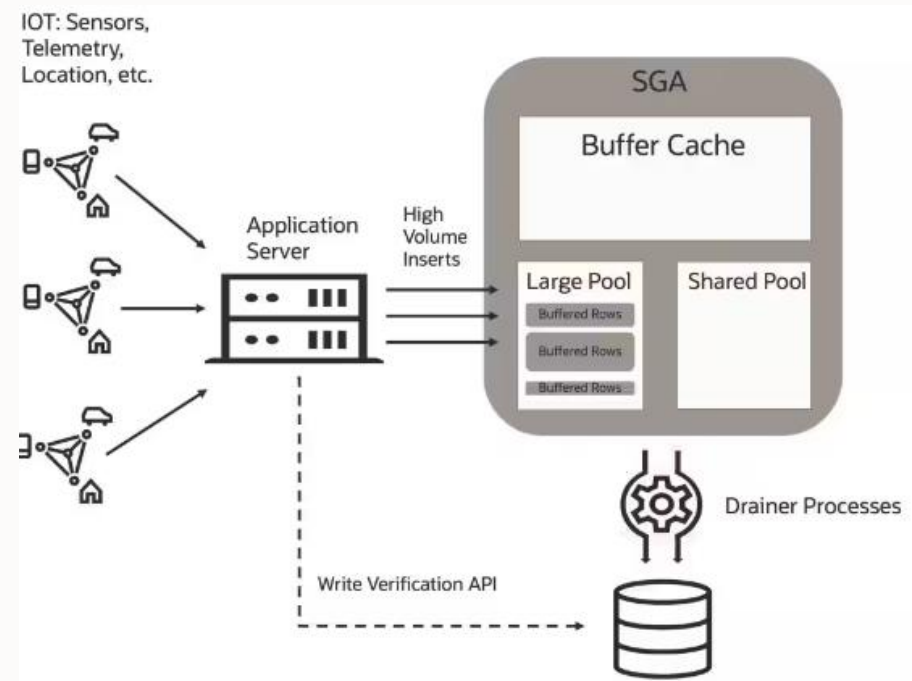 IOT: Sensors,
Telemetry,
Location, etc.
Application
Server
High
Volume
Inserts
SGA
Buffer Cache
Large Pool
Buffered Rows
Buffered Rows
Buffered Rows
Shared Pool
Drainer Processes
Write Verification API